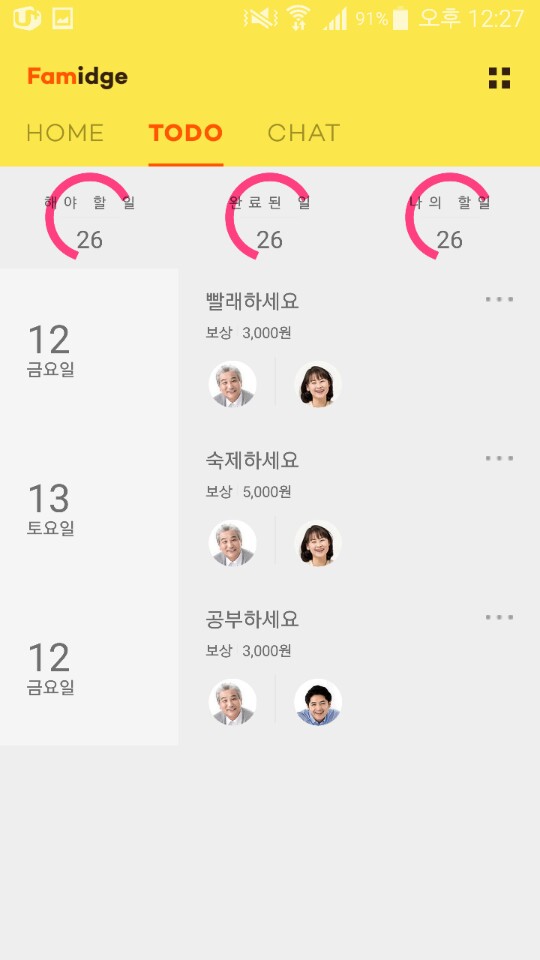 91% 오후 12:27
Famidge
HOME TODO CHAT
해야 할 일 완료된 일 나의 할일
26 26 26
12
금요일
빨래하세요
보상 3,000원
13
토요일
숙제하세요
보상 5,000원
12
금요일
공부하세요
보상 3,000원